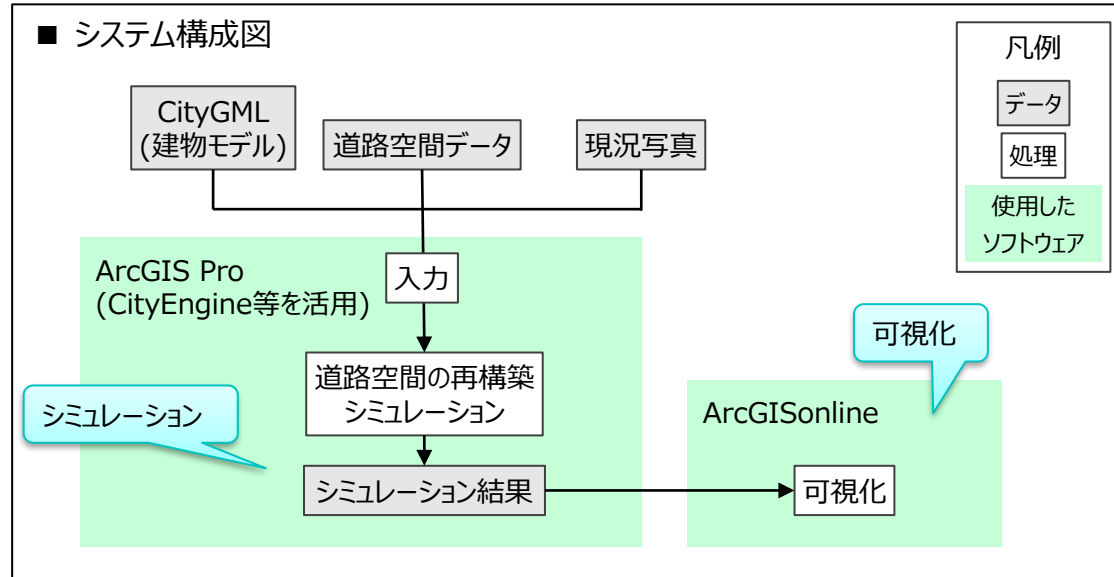 ■ システム構成図
CityGML
(建物モデル)
道路空間データ
現況写真
凡例
データ
処理
使用した
ソフトウェア
ArcGIS Pro
(CityEngine等を活用)
入力
道路空間の再構築
シミュレーション
シミュレーション
シミュレーション結果
可視化
ArcGISonline
可視化